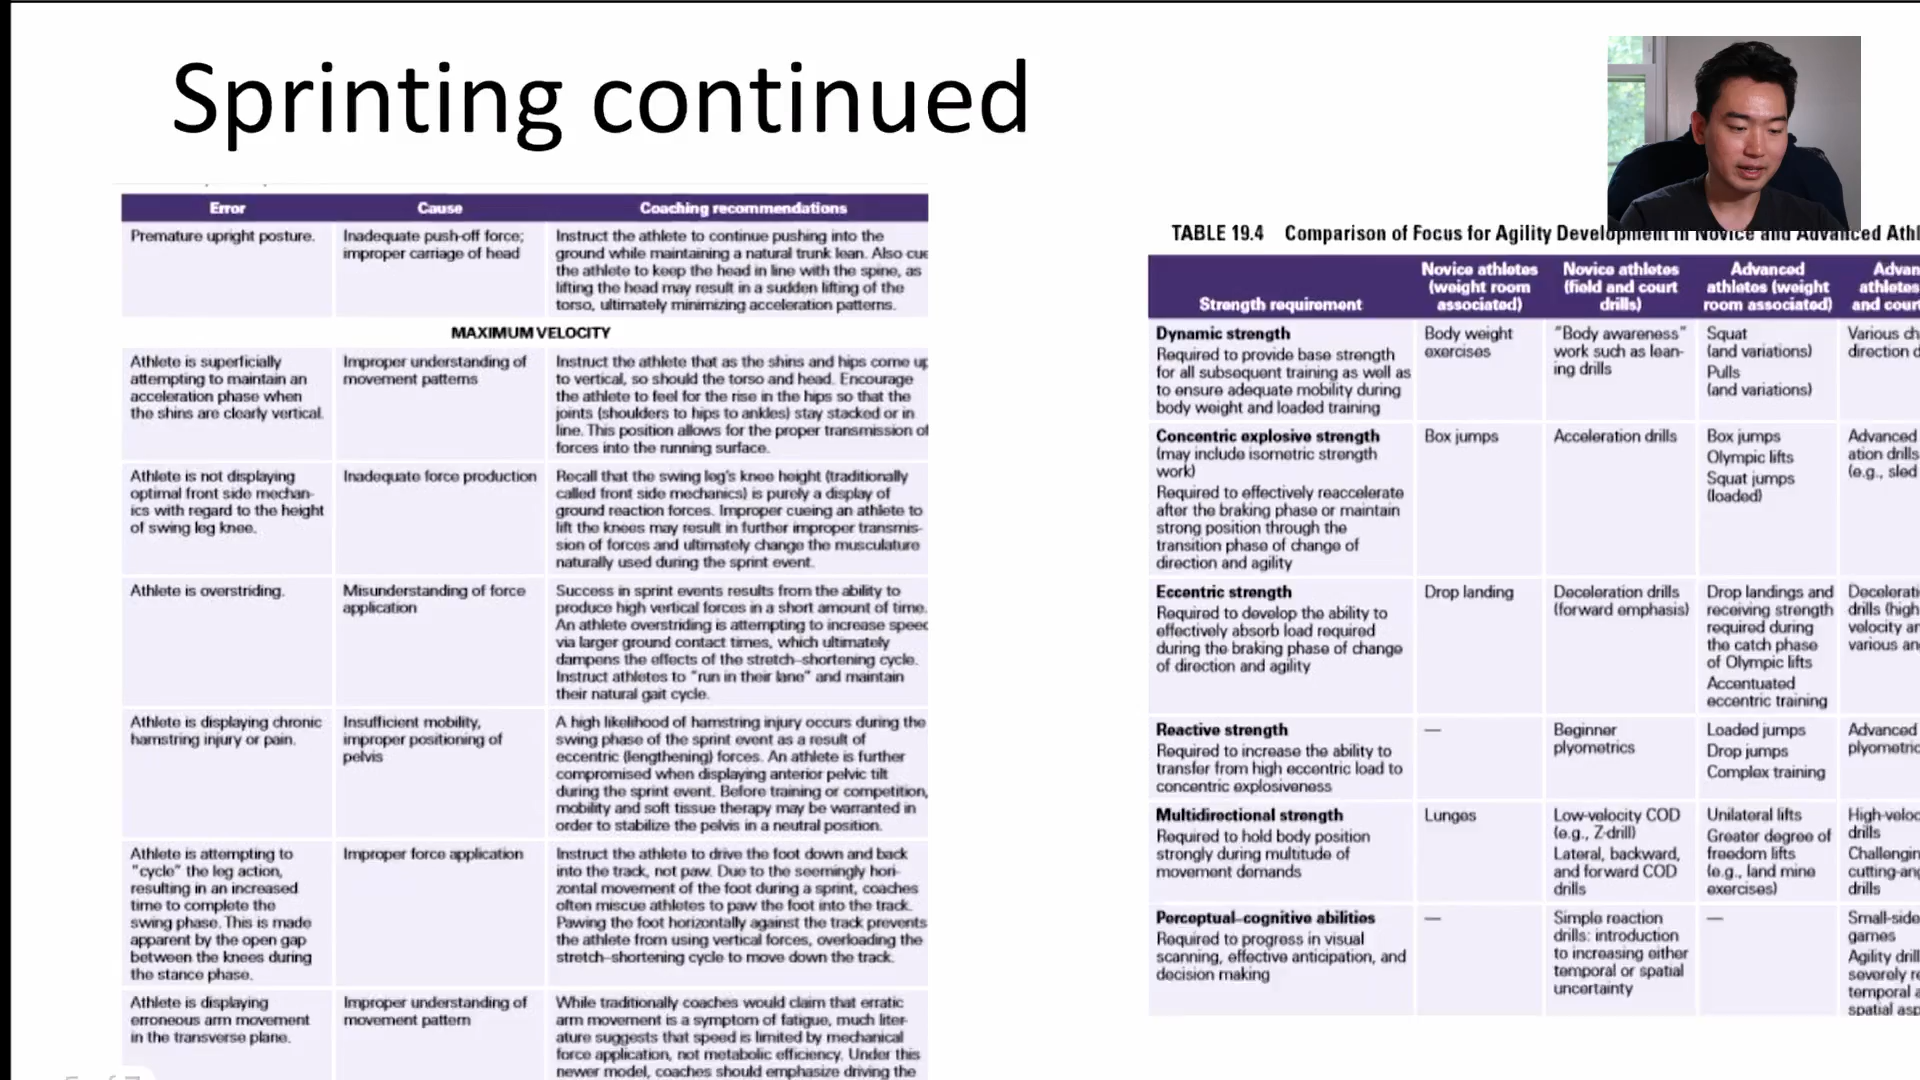 Sprinting continued
Error
Cause
Coaching recommendations
Premature upright posture.
Inadequate push-off force;
improper carriage of head
Instruct the athlete to continue pushing into the
ground while maintaining a natural trunk lean. Also cue
the athlete to keep the head in line with the spine, as
lifting the head may result in a sudden lifting of the
torso, ultimately minimizing acceleration patterns.
MAXIMUM VELOCITY
Athlete is superficially
attempting to maintain an
acceleration phase when
the shins are clearly vertical.
Improper understanding of
movement patterns
Instruct the athlete that as the shins and hips come up
to vertical, so should the torso and head. Encourage
the athlete to feel for the rise in the hips so that the
joints (shoulders to hips to ankles) stay stacked or in
line. This position allows for the proper transmission of
forces into the running surface.
Athlete is not displaying
optimal front side mechan-
ics with regard to the height
of swing leg knee.
Inadequate force production
Recall that the swing leg's knee height (traditionally
called front side mechanics) is purely a display of
ground reaction forces. Improper cueing an athlete to
lift the knees may result in further improper transmis-
sion of forces and ultimately change the musculature
naturally used during the sprint event.
Athlete is overstriding.
Misunderstanding of force
application
Success in sprint events results from the ability to
produce high vertical forces in a short amount of time.
An athlete overstriding is attempting to increase speed
via larger ground contact times, which ultimately
dampens the effects of the stretch–shortening cycle.
Instruct athletes to "run in their lane" and maintain
their natural gait cycle.
Athlete is displaying chronic
hamstring injury or pain.
Insufficient mobility,
improper positioning of
pelvis
A high likelihood of hamstring injury occurs during the
swing phase of the sprint event as a result of
eccentric (lengthening) forces. An athlete is further
compromised when displaying anterior pelvic tilt
during the sprint event. Before training or competition,
mobility and soft tissue therapy may be warranted in
order to stabilize the pelvis in a neutral position.
Athlete is attempting to
"cycle" the leg action,
resulting in an increased
time to complete the
swing phase. This is made
apparent by the open gap
between the knees during
the stance phase.
Improper force application
Instruct the athlete to drive the foot down and back
into the track, not paw. Due to the seemingly hori-
zontal movement of the foot during a sprint, coaches
often miscue athletes to paw the foot into the track.
Pawing the foot horizontally against the track prevents
the athlete from using vertical forces, overloading the
stretch–shortening cycle to move down the track.
Athlete is displaying
erroneous arm movement
in the transverse plane.
Improper understanding of
movement pattern
While traditionally coaches would claim that erratic
arm movement is a symptom of fatigue, much liter-
ature suggests that speed is limited by mechanical
force application, not metabolic efficiency. Under this
newer model, coaches should emphasize driving the
TABLE 19.4 Comparison of Focus for Agility Development in Novice and Advanced Athl
Strength requirement
Novice athletes
(weight room
associated)
Novice athletes
(field and court
drills)
Advanced
athletes (weight
room associated)
Advan
athletes
and cour
Dynamic strength
Required to provide base strength
for all subsequent training as well as
to ensure adequate mobility during
body weight and loaded training
Body weight
exercises
"Body awareness"
work such as lean-
ing drills
Squat
(and variations)
Pulls
(and variations)
Various ch
direction d
Concentric explosive strength
(may include isometric strength
work)
Required to effectively reaccelerate
after the braking phase or maintain
strong position through the
transition phase of change of
direction and agility
Box jumps
Acceleration drills
Box jumps
Olympic lifts
Squat jumps
(loaded)
Advanced
ation drills
(e.g., sled
Eccentric strength
Required to develop the ability to
effectively absorb load required
during the braking phase of change
of direction and agility
Drop landing
Deceleration drills
(forward emphasis)
Drop landings and
receiving strength
required during
the catch phase
of Olympic lifts
Accentuated
eccentric training
Decelerati
drills (high
velocity an
various an
Reactive strength
Required to increase the ability to
transfer from high eccentric load to
concentric explosiveness
—
Beginner
plyometrics
Loaded jumps
Drop jumps
Complex training
Advanced
plyometric
Multidirectional strength
Required to hold body position
strongly during multitude of
movement demands
Lunges
Low-velocity COD
(e.g., Z-drill)
Lateral, backward,
and forward COD
drills
Unilateral lifts
Greater degree of
freedom lifts
(e.g., land mine
exercises)
High-veloc
drills
Challengin
cutting-ang
drills
Perceptual–cognitive abilities
Required to progress in visual
scanning, effective anticipation, and
decision making
—
Simple reaction
drills: introduction
to increasing either
temporal or spatial
uncertainty
—
Small-side
games
Agility drill
severely re
temporal a
spatial asp